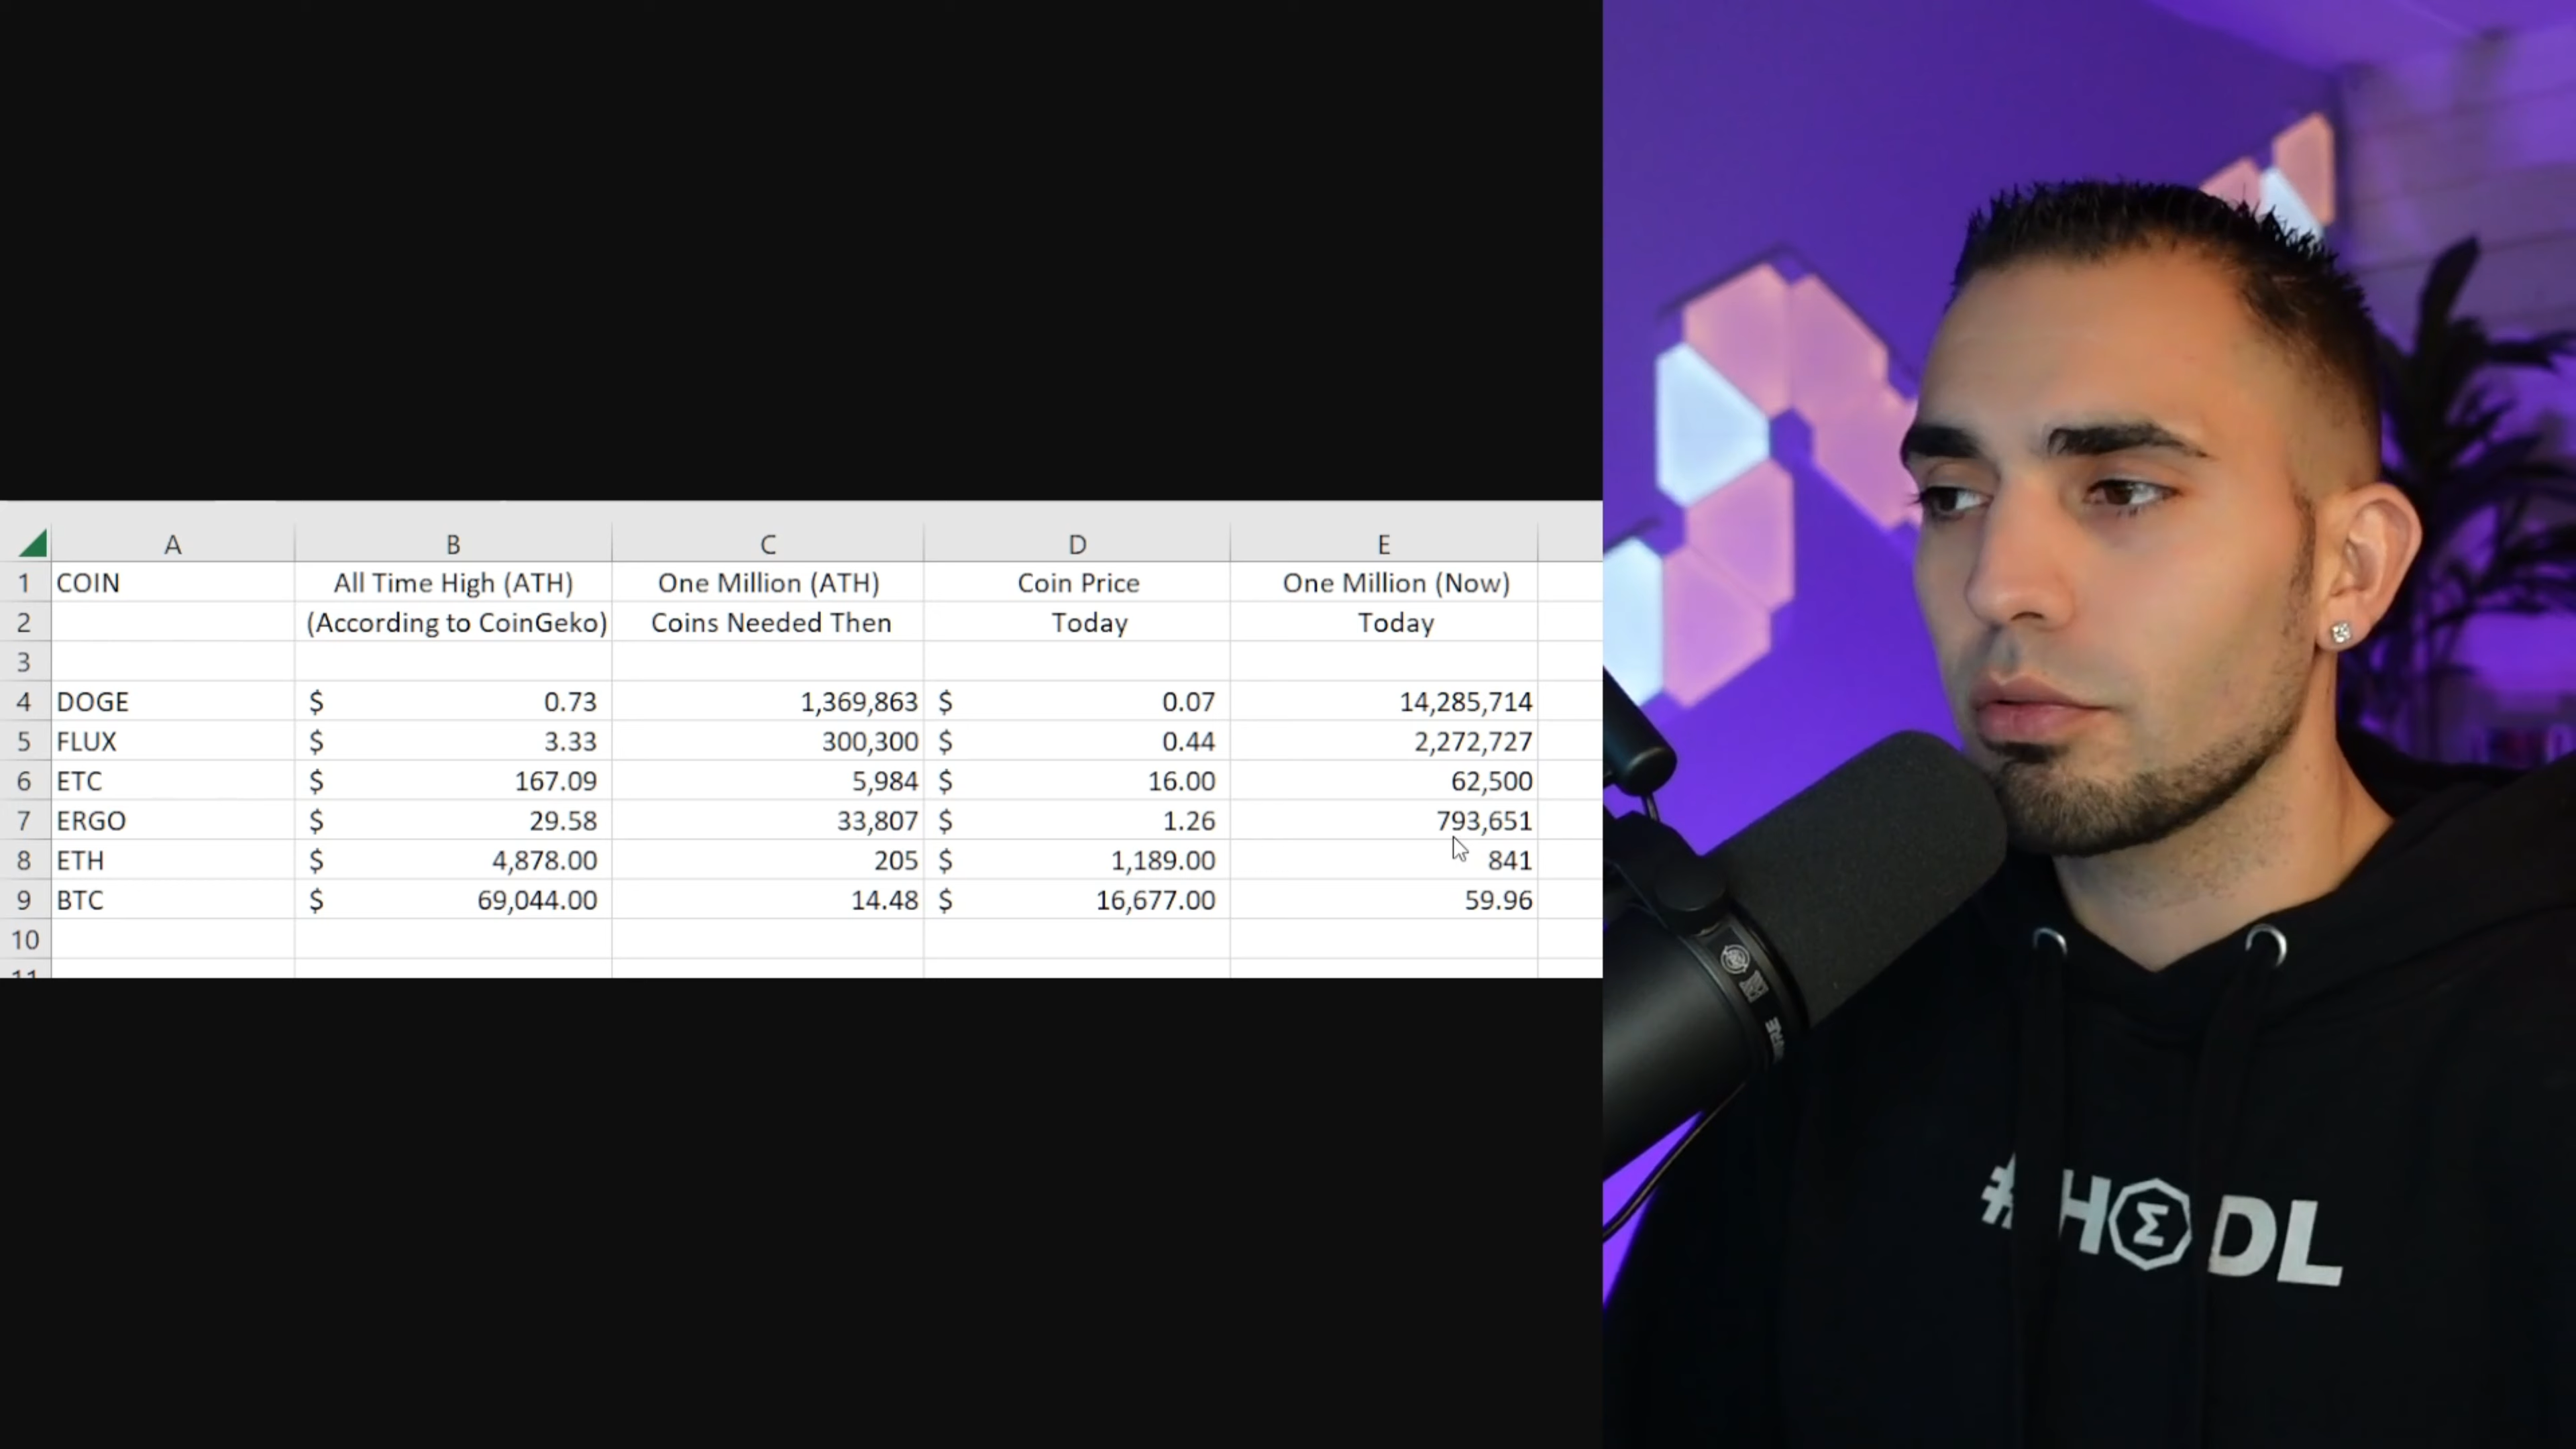 A B C D E
1 COIN All Time High (ATH) One Million (ATH) Coin Price One Million (Now)
2 (According to CoinGeko) Coins Needed Then Today Today
3
4 DOGE $ 0.73 1,369,863 $ 0.07 14,285,714
5 FLUX $ 3.33 300,300 $ 0.44 2,272,727
6 ETC $ 167.09 5,984 $ 16.00 62,500
7 ERGO $ 29.58 33,807 $ 1.26 793,651
8 ETH $ 4,878.00 205 $ 1,189.00 841
9 BTC $ 69,044.00 14.48 $ 16,677.00 59.96
10
#HΣDL